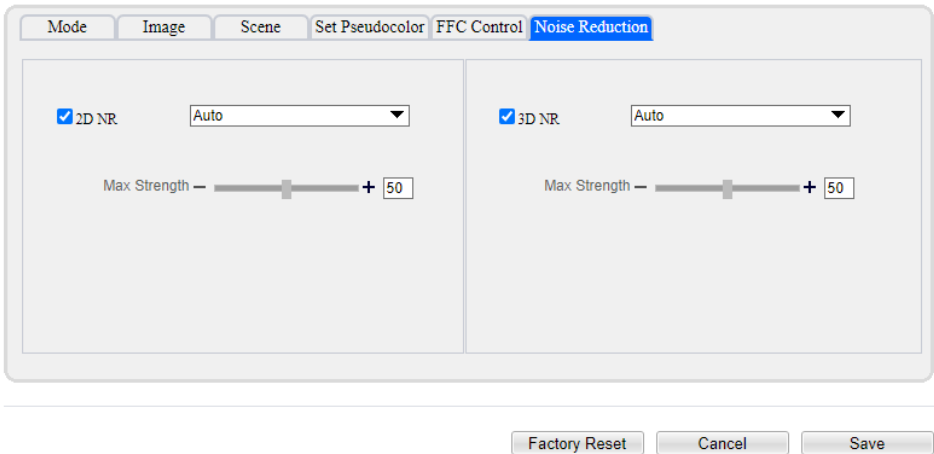 Mode Image Scene Set Pseudocolor FFC Control Noise Reduction
2D NR Auto 3D NR Auto
Max Strength − + 50 Max Strength − + 50
Factory Reset Cancel Save